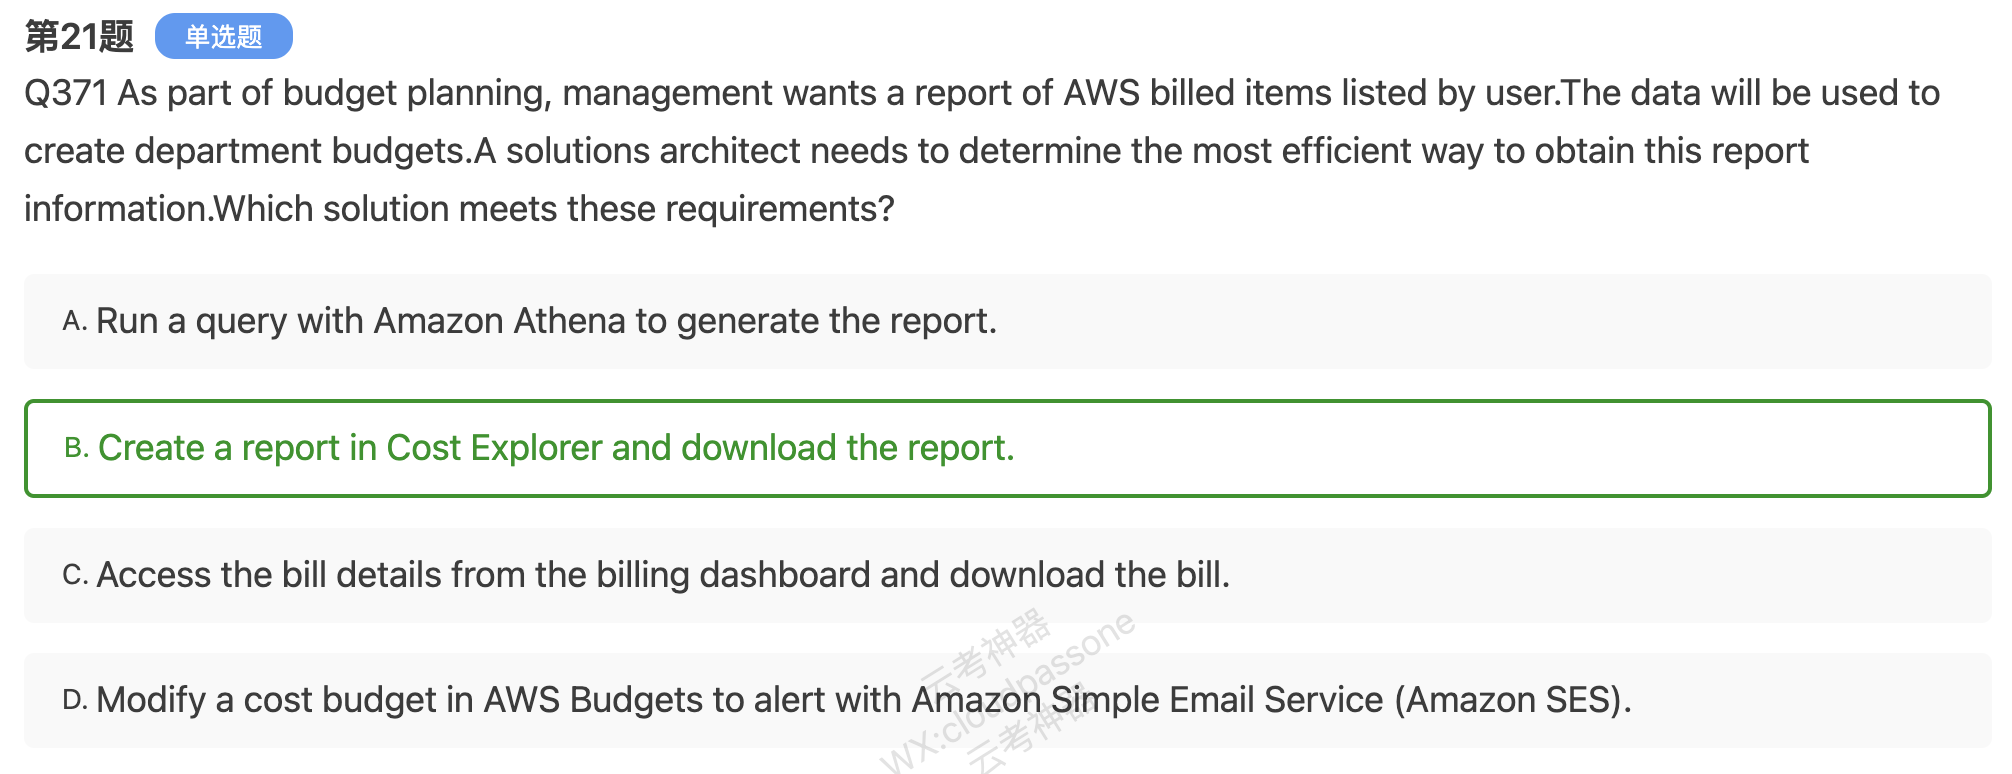 第21题 单选题
Q371 As part of budget planning, management wants a report of AWS billed items listed by user.The data will be used to
create department budgets.A solutions architect needs to determine the most efficient way to obtain this report
information.Which solution meets these requirements?
A. Run a query with Amazon Athena to generate the report.
B. Create a report in Cost Explorer and download the report.
C. Access the bill details from the billing dashboard and download the bill.
D. Modify a cost budget in AWS Budgets to alert with Amazon Simple Email Service (Amazon SES).
云考神器
WX:cloudpassone
云考神器